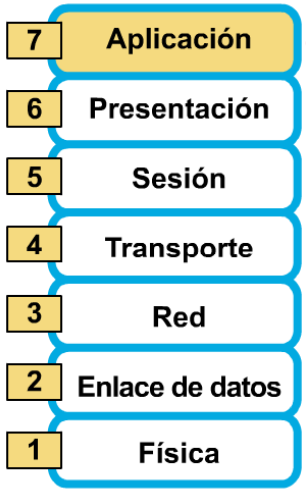 7 Aplicación
6 Presentación
5 Sesión
4 Transporte
3 Red
2 Enlace de datos
1 Física